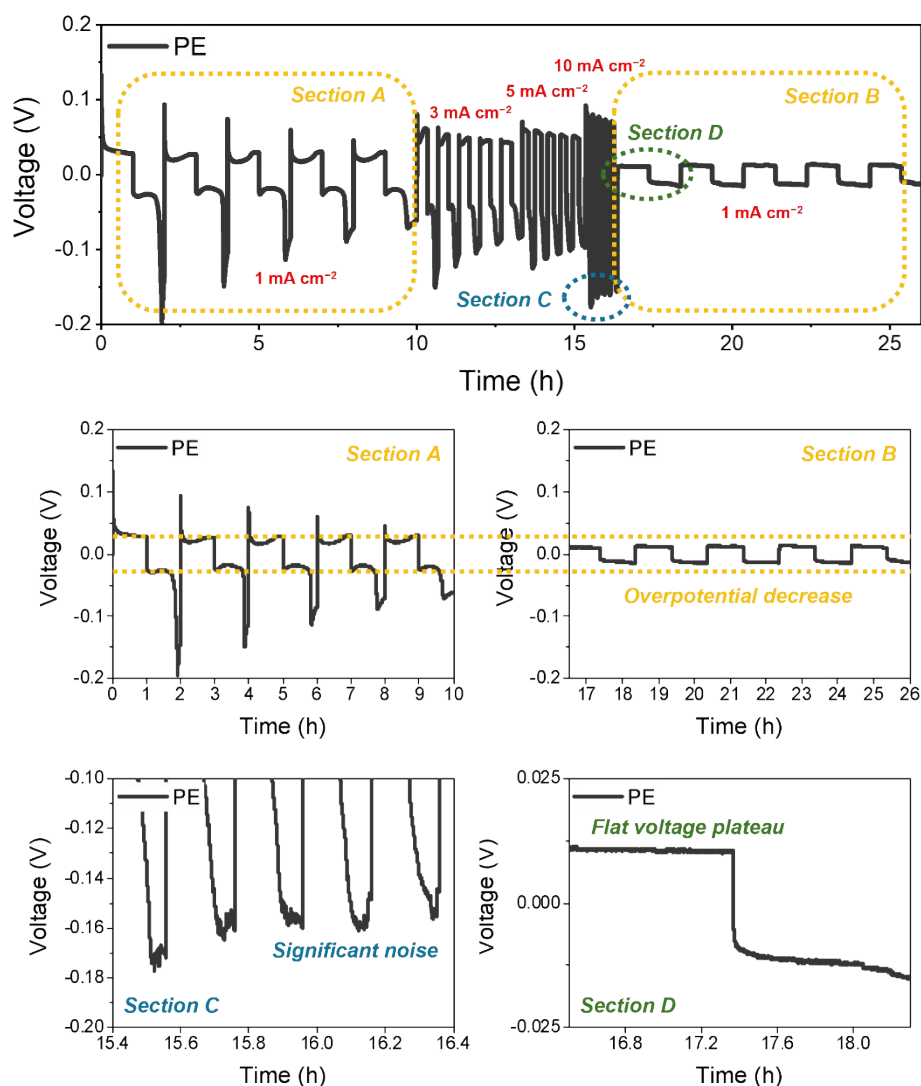 PE
Section A
3 mA cm⁻²
5 mA cm⁻²
10 mA cm⁻²
Section D
Section B
1 mA cm⁻²
Section C
1 mA cm⁻²
Voltage (V)
0.2
0.1
0.0
-0.1
-0.2
0 5 10 15 20 25
Time (h)
PE
Section A
Voltage (V)
0.2
0.1
0.0
-0.1
-0.2
0 1 2 3 4 5 6 7 8 9 10
Time (h)
PE
Section B
Overpotential decrease
Voltage (V)
0.2
0.1
0.0
-0.1
-0.2
17 18 19 20 21 22 23 24 25 26
Time (h)
PE
Significant noise
Section C
Voltage (V)
-0.10
-0.12
-0.14
-0.16
-0.18
-0.20
15.4 15.6 15.8 16.0 16.2 16.4
Time (h)
PE
Flat voltage plateau
Section D
Voltage (V)
0.025
0.000
-0.025
16.8 17.2 17.6 18.0
Time (h)